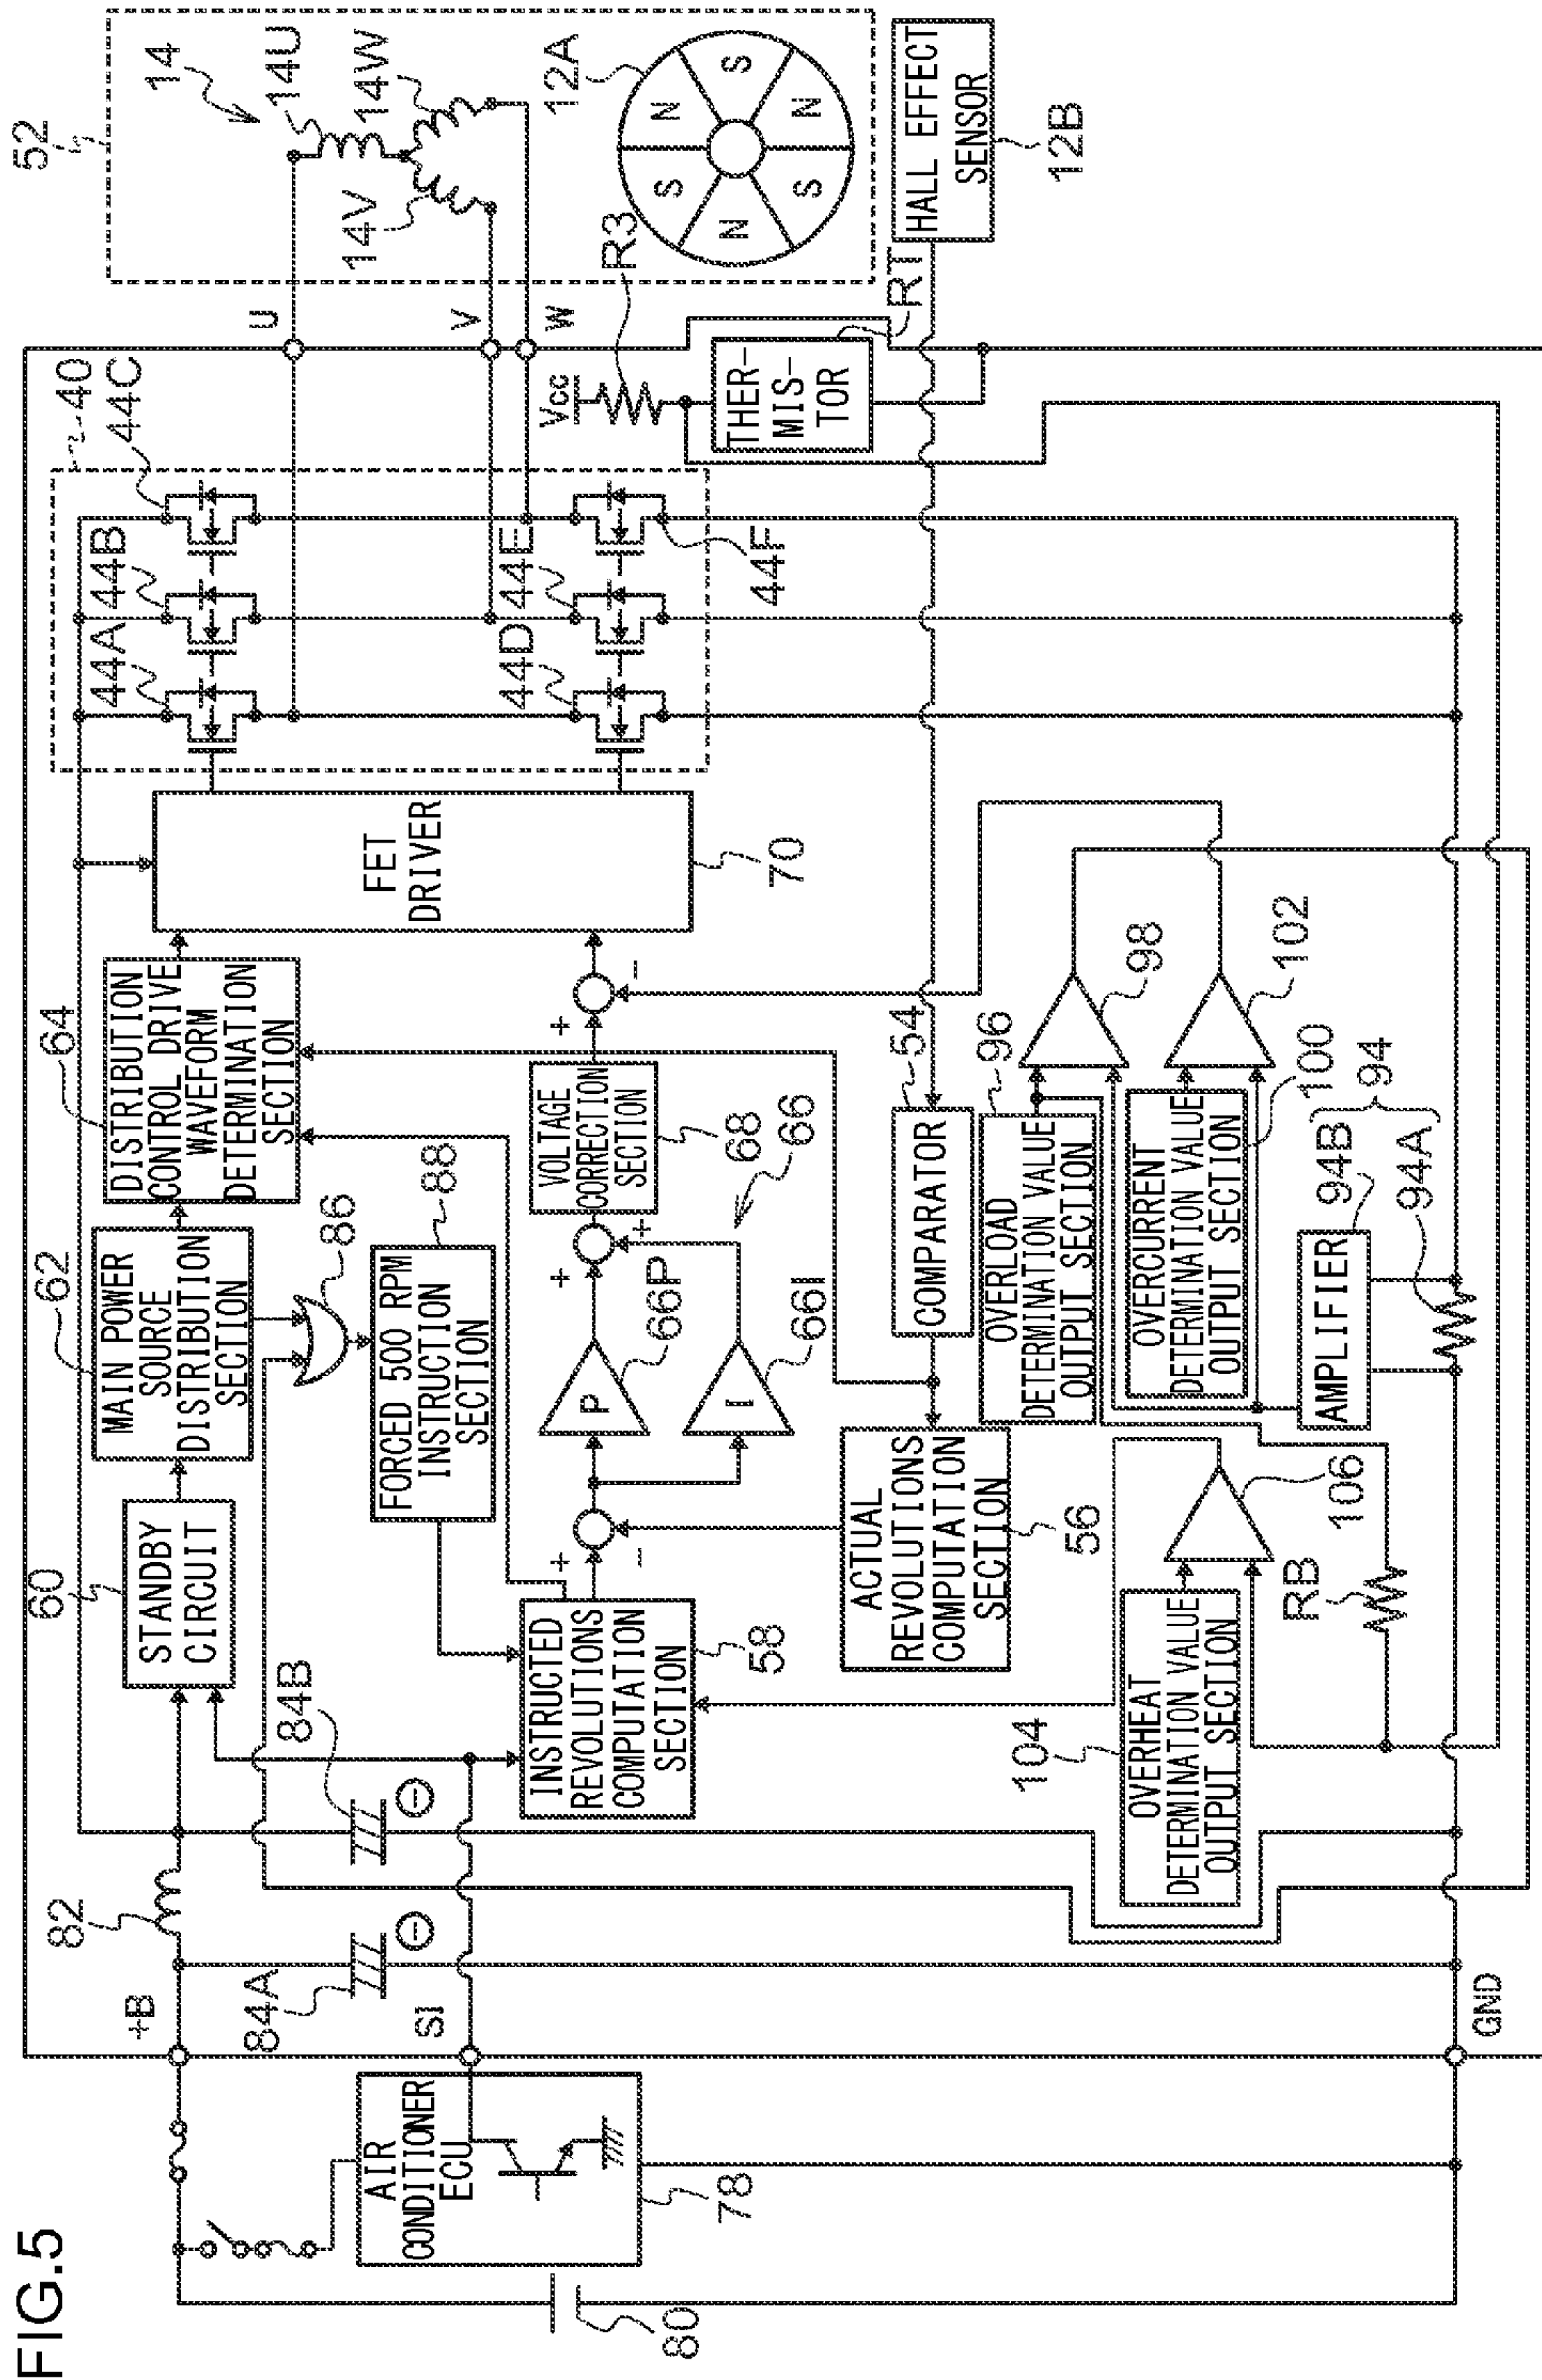 FIG.5
80
+B
SI
GND
AIR
CONDITIONER
ECU
78
82
84A
⊖
84B
⊖
60
STANDBY
CIRCUIT
62
MAIN POWER
SOURCE
DISTRIBUTION
SECTION
64
DISTRIBUTION
CONTROL DRIVE
WAVEFORM
DETERMINATION
SECTION
86
FORCED 500 RPM
INSTRUCTION
SECTION
88
INSTRUCTED
REVOLUTIONS
COMPUTATION
SECTION
58
+
−
P
66P
I
66I
66
+
+
VOLTAGE
CORRECTION
SECTION
68
+
−
FET
DRIVER
70
40
44A
44B
44C
44D
44E
44F
U
V
W
52
14
14U
14V
14W
12A
N
S
N
S
N
S
HALL EFFECT
SENSOR
12B
Vcc
R3
THER-
MIS-
TOR
RT
COMPARATOR
54
ACTUAL
REVOLUTIONS
COMPUTATION
SECTION
56
OVERLOAD
DETERMINATION VALUE
OUTPUT SECTION
96
98
OVERCURRENT
DETERMINATION VALUE
OUTPUT SECTION
100
102
AMPLIFIER
94B
94A
94
OVERHEAT
DETERMINATION VALUE
OUTPUT SECTION
104
106
RB